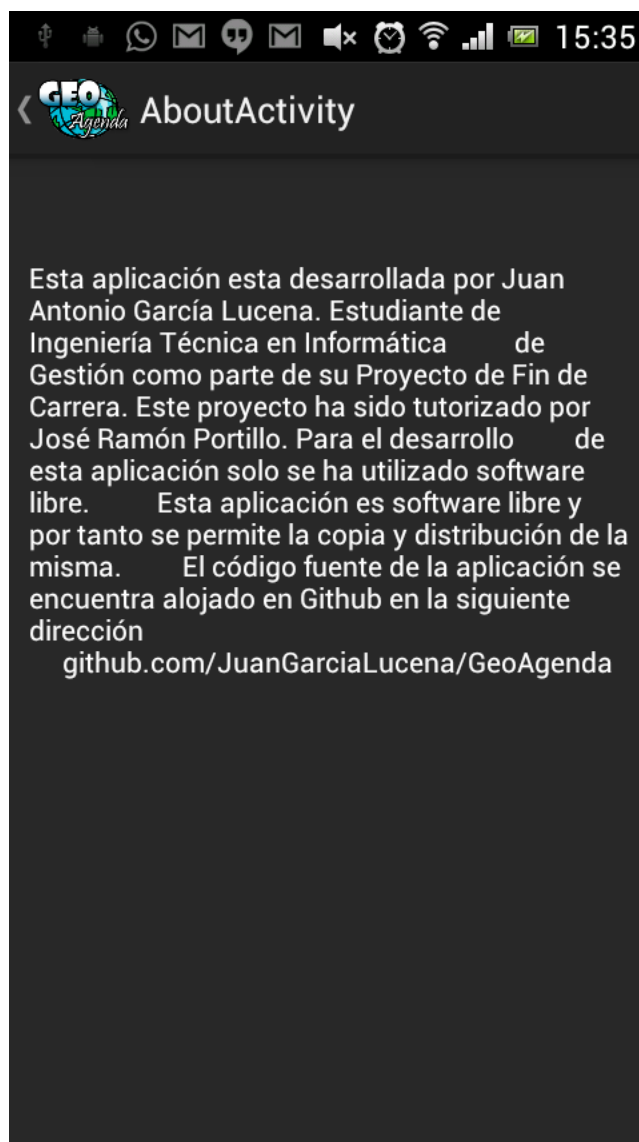 15:35
GEO Agenda AboutActivity
Esta aplicación esta desarrollada por Juan
Antonio García Lucena. Estudiante de
Ingeniería Técnica en Informática de
Gestión como parte de su Proyecto de Fin de
Carrera. Este proyecto ha sido tutorizado por
José Ramón Portillo. Para el desarrollo de
esta aplicación solo se ha utilizado software
libre. Esta aplicación es software libre y
por tanto se permite la copia y distribución de la
misma. El código fuente de la aplicación se
encuentra alojado en Github en la siguiente
dirección
github.com/JuanGarciaLucena/GeoAgenda